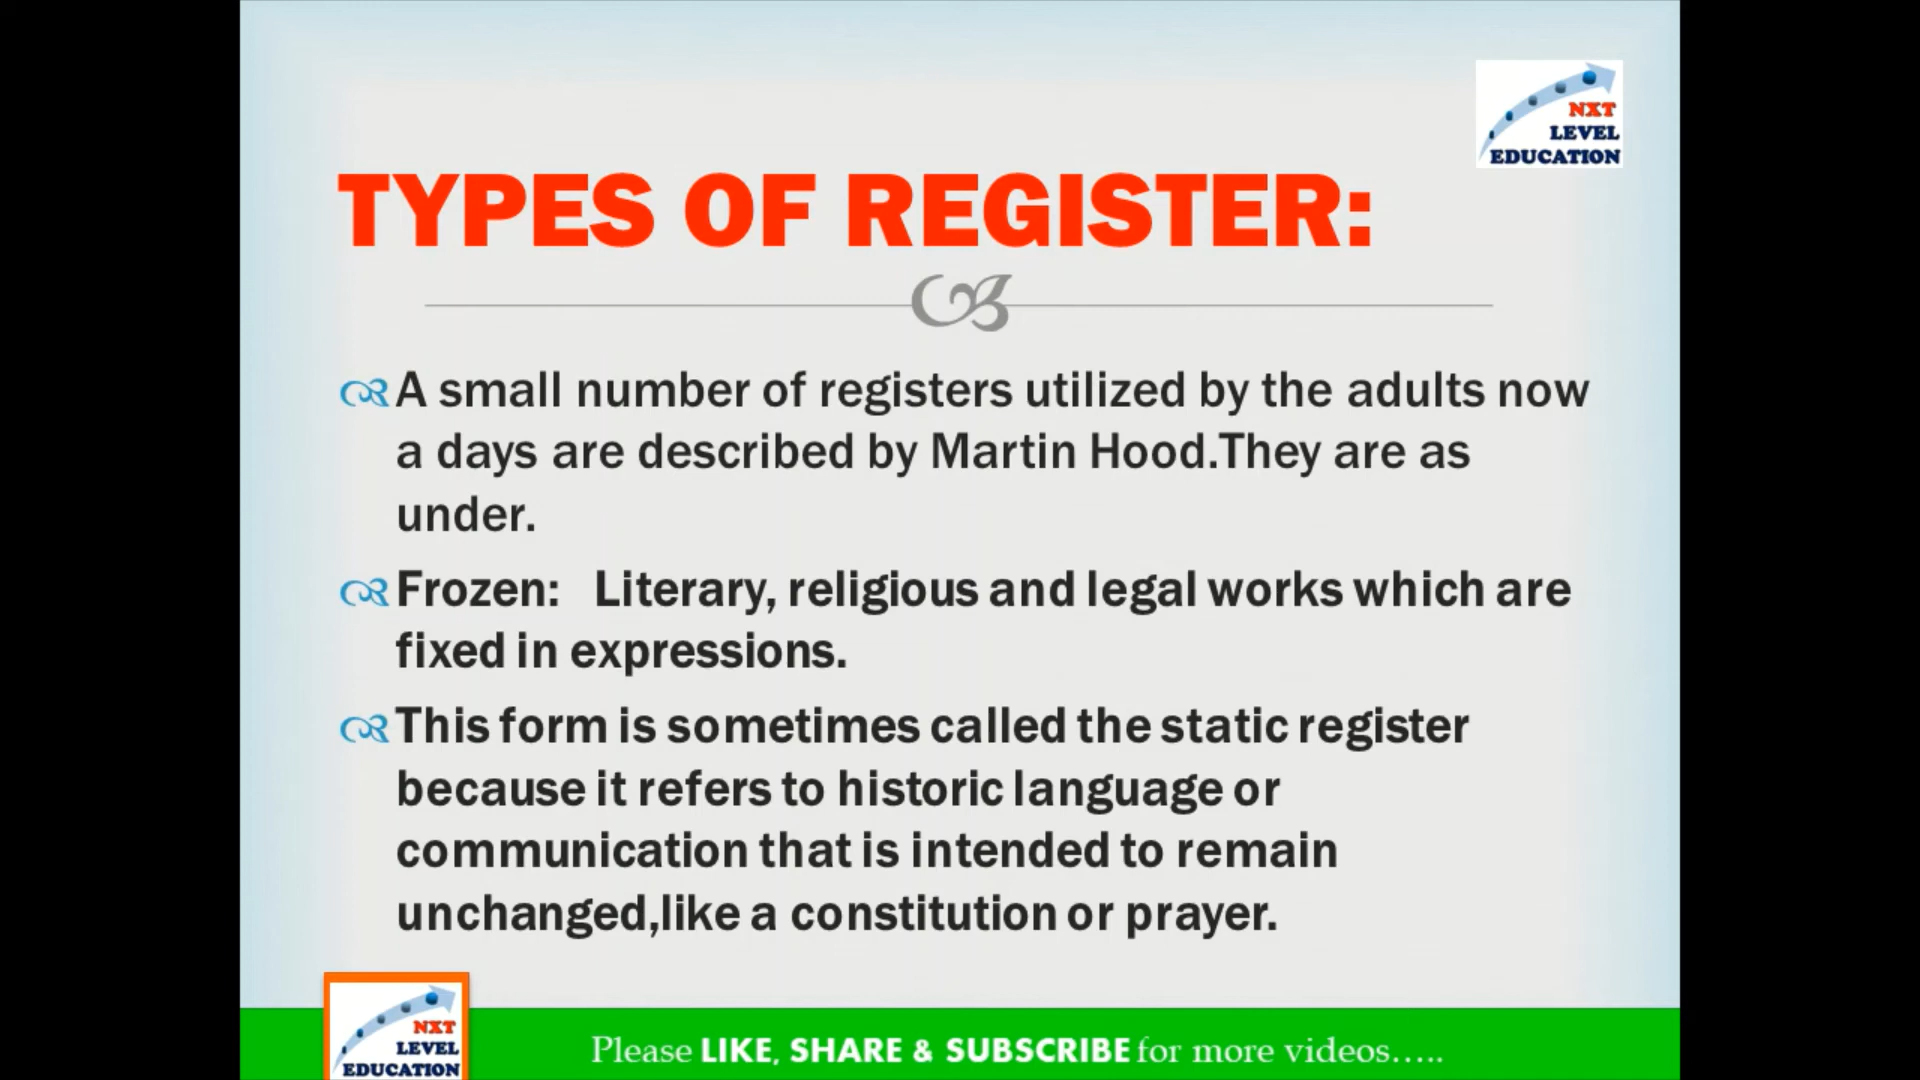 NXT
LEVEL
EDUCATION
TYPES OF REGISTER:
A small number of registers utilized by the adults now
a days are described by Martin Hood.They are as
under.
Frozen: Literary, religious and legal works which are
fixed in expressions.
This form is sometimes called the static register
because it refers to historic language or
communication that is intended to remain
unchanged,like a constitution or prayer.
NXT
LEVEL
EDUCATION
Please LIKE, SHARE & SUBSCRIBE for more videos.....